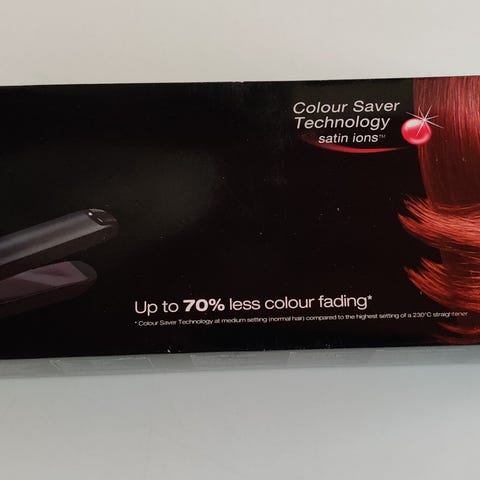 Colour Saver
Technology
satin ions™
Up to 70% less colour fading*
* Colour Saver Technology at medium setting (normal hair) compared to the highest setting of a 230°C straightener